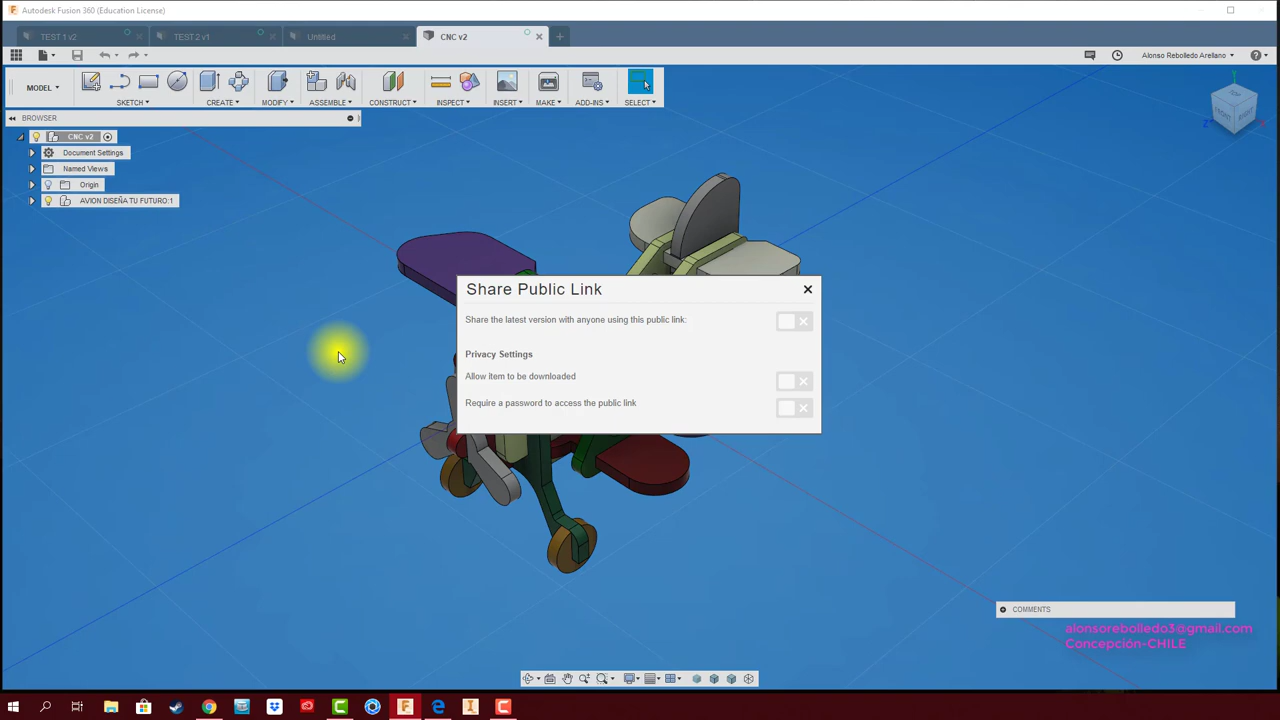 Autodesk Fusion 360 (Education License)
TEST 1 v2
TEST 2 v1
Untitled
CNC v2
Alonso Rebolledo Arellano
MODEL
SKETCH
CREATE
MODIFY
ASSEMBLE
CONSTRUCT
INSPECT
INSERT
MAKE
ADD-INS
SELECT
BROWSER
CNC v2
Document Settings
Named Views
Origin
AVION DISEÑA TU FUTURO:1
TOP
FRONT
RIGHT
Y
Z
X
Share Public Link
Share the latest version with anyone using this public link:
Privacy Settings
Allow item to be downloaded
Require a password to access the public link
COMMENTS
alonsorebolledo3@gmail.com
Concepción-CHILE